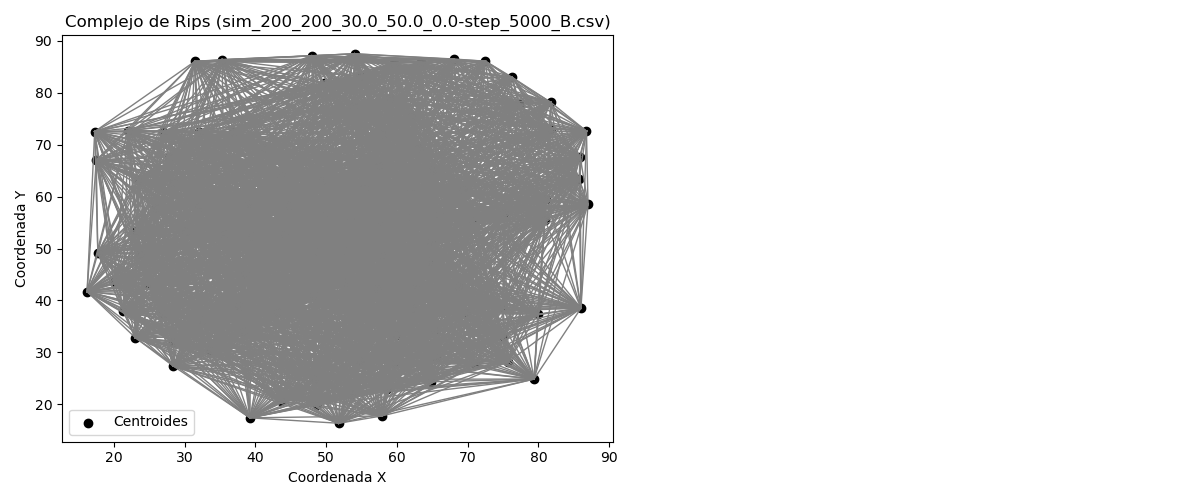 Complejo de Rips (sim_200_200_30.0_50.0_0.0-step_5000_B.csv)
90
80
70
60
50
40
30
20
Coordenada Y
Centroides
20 30 40 50 60 70 80 90
Coordenada X